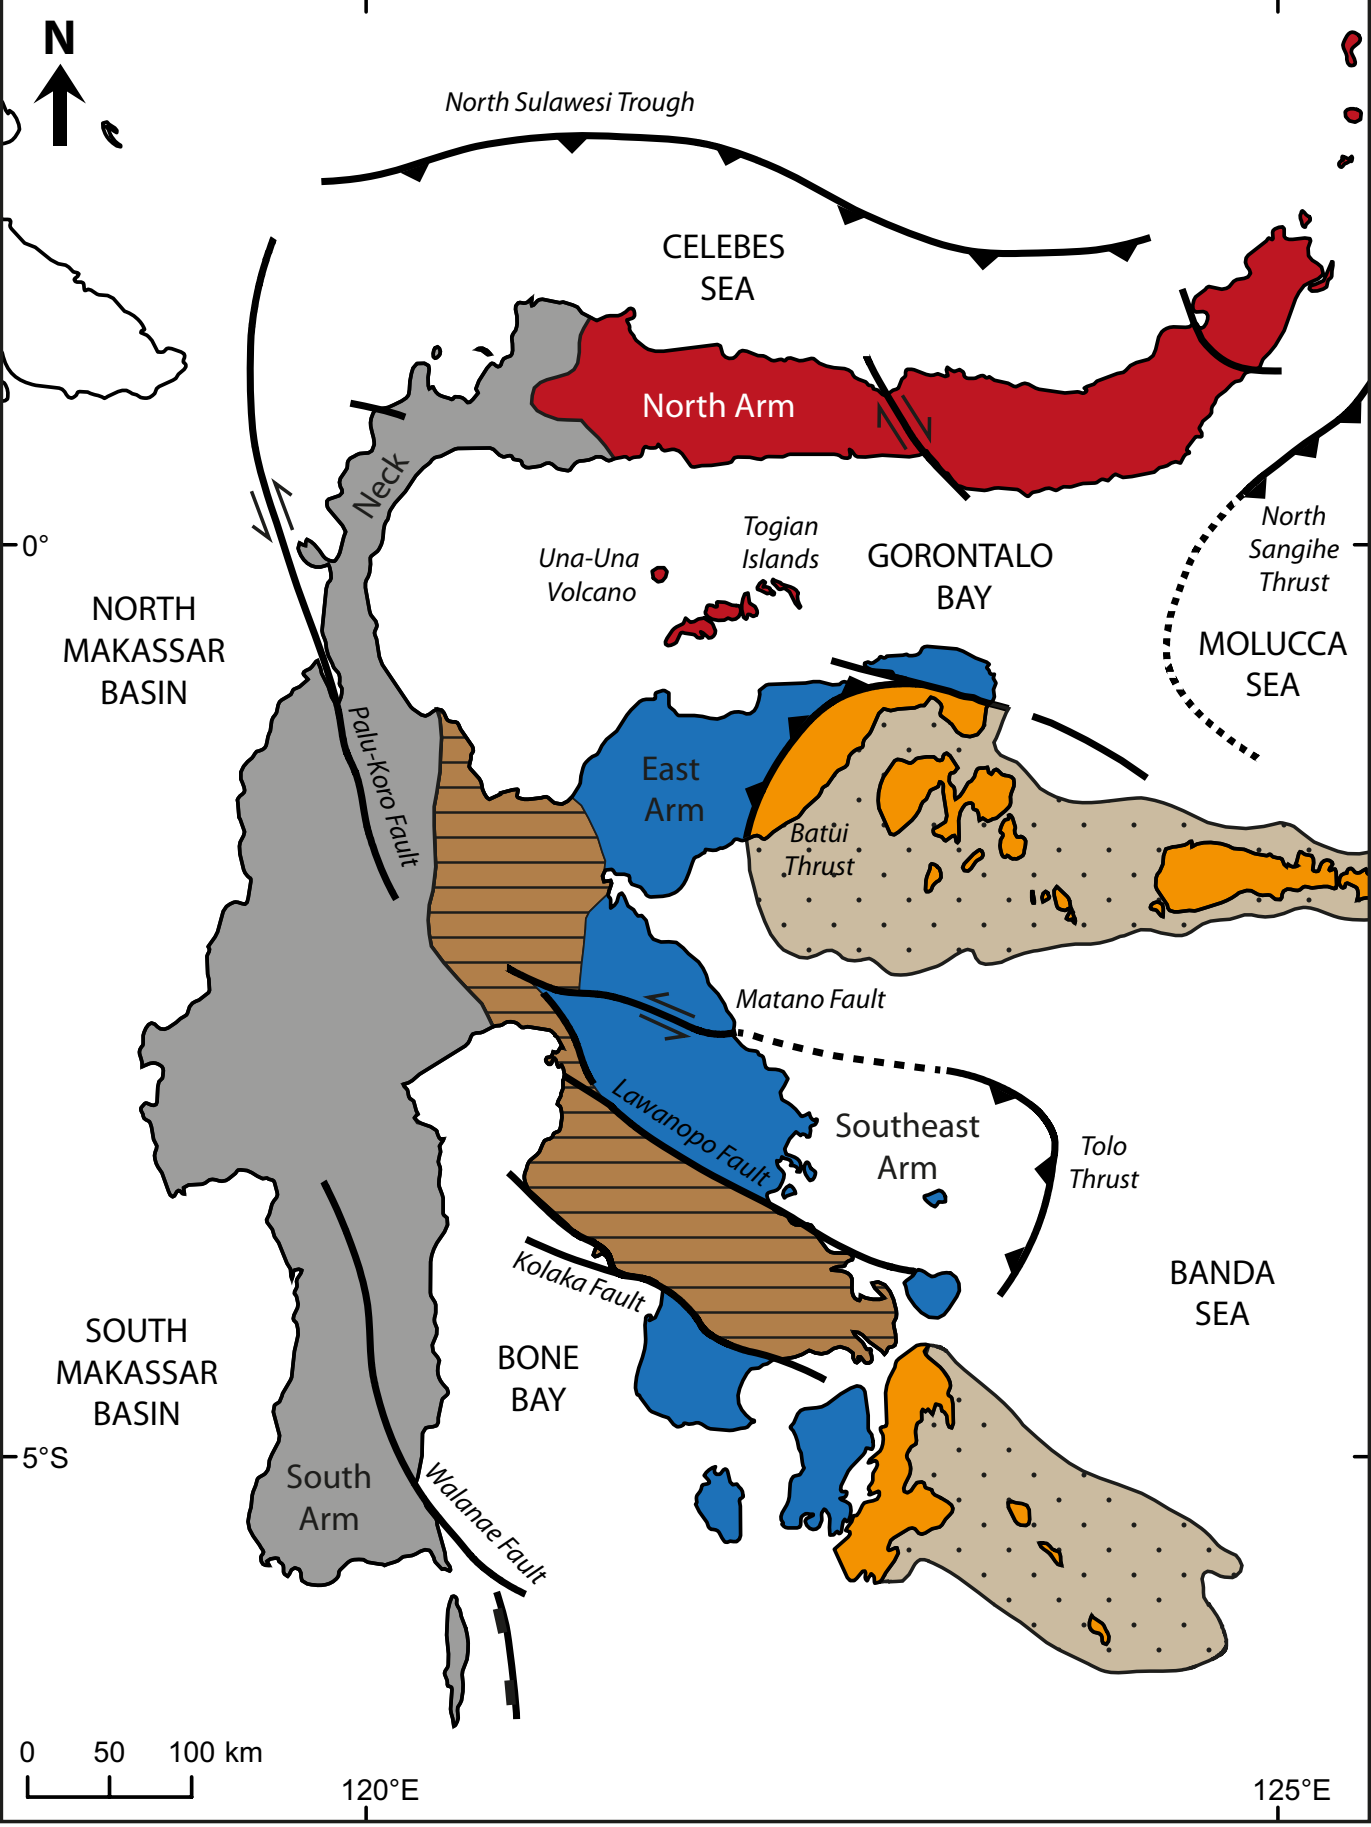 N
North Sulawesi Trough
CELEBES
SEA
North Arm
Neck
Togian
Islands
Una-Una
Volcano
GORONTALO
BAY
North
Sangihe
Thrust
0°
NORTH
MAKASSAR
BASIN
MOLUCCA
SEA
Palu-Koro Fault
East
Arm
Batui
Thrust
Matano Fault
Lawanopo Fault
Southeast
Arm
Tolo
Thrust
Kolaka Fault
BANDA
SEA
SOUTH
MAKASSAR
BASIN
BONE
BAY
5°S
South
Arm
Walanae Fault
0 50 100 km
120°E
125°E